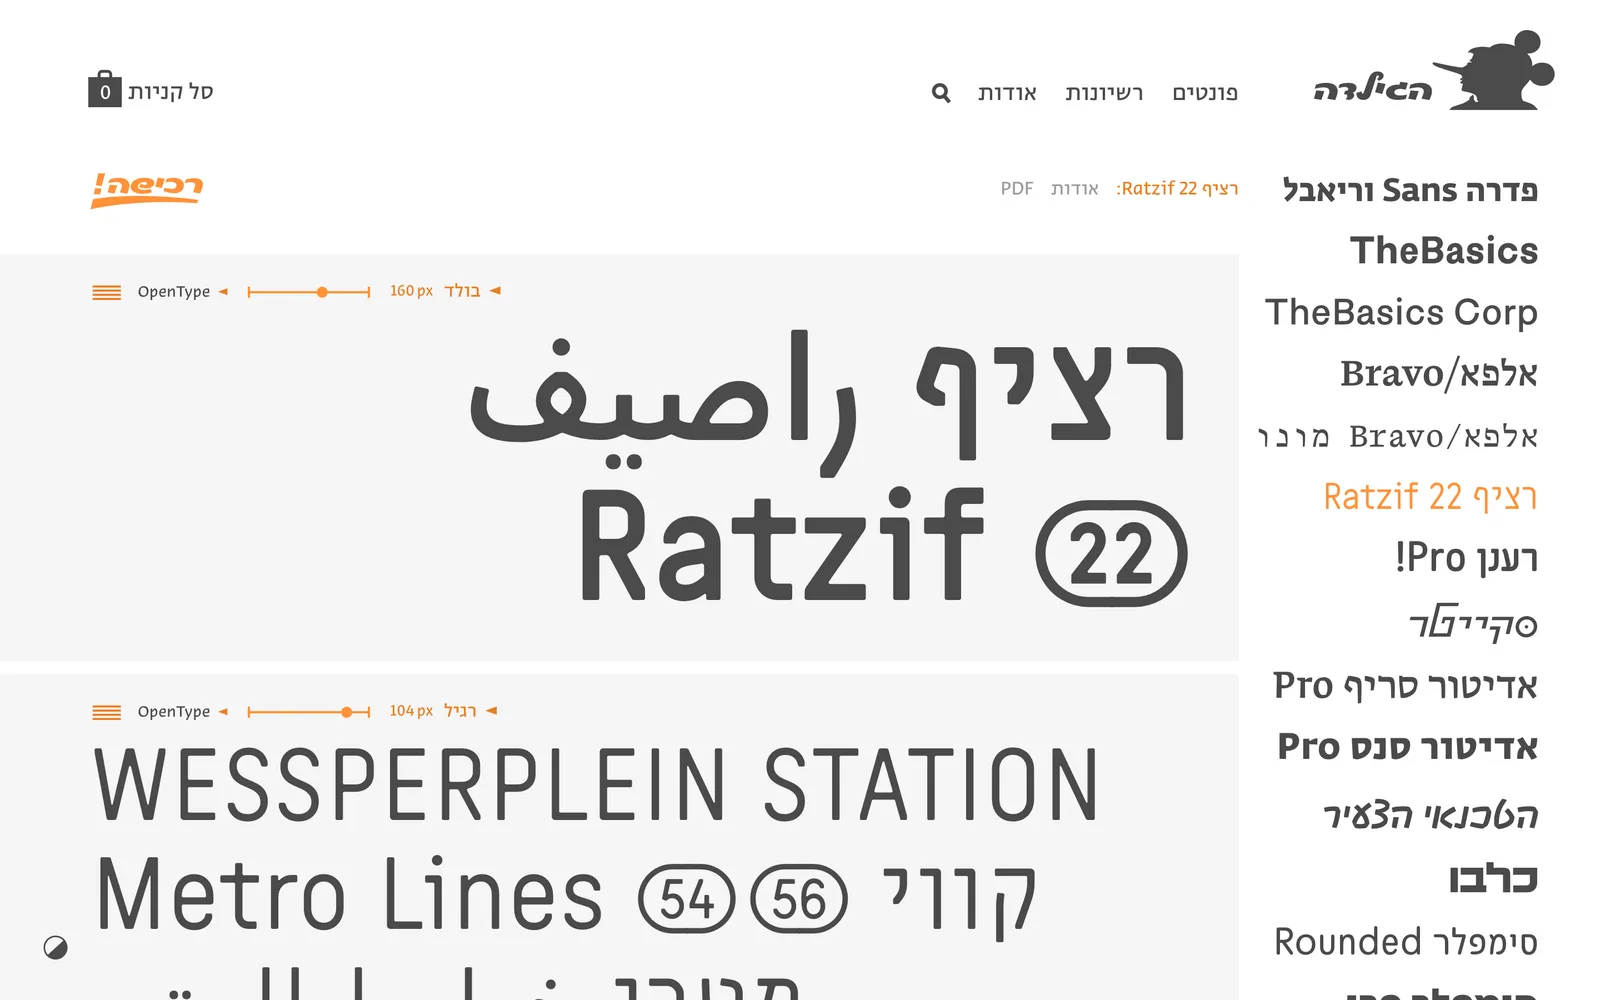 הגילדה
פונטים
רשיונות
אודות
סל קניות 0
רציף Ratzif 22:
אודות
PDF
רכישה!
OpenType
160 px
בולד
רציף راصيف
Ratzif 22
OpenType
104 px
רגיל
WESSPERPLEIN STATION
Metro Lines 54 56 קווי
פדרה Sans וריאבל
TheBasics
TheBasics Corp
אלפא/Bravo
אלפא/Bravo מונו
רציף Ratzif 22
רענן Pro!
סקייטר
אדיטור סריף Pro
אדיטור סנס Pro
הטכנאי הצעיר
כלבו
סימפלר Rounded